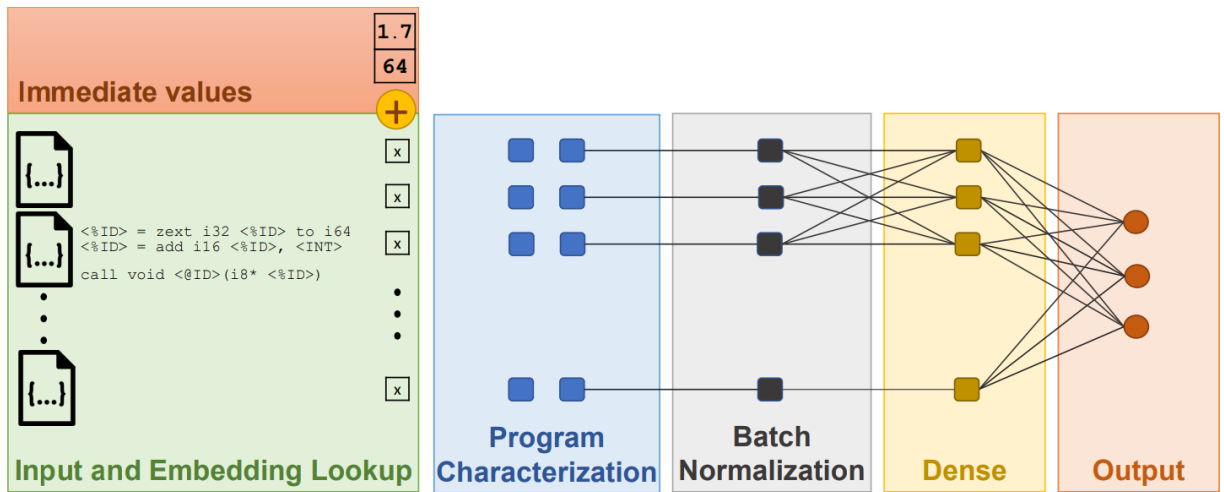 1.7
64
Immediate values
+
{...}
x
x
{...}
<%ID> = zext i32 <%ID> to i64
<%ID> = add i16 <%ID>, <INT>
x
call void <@ID>(i8* <%ID>)
{...}
x
Input and Embedding Lookup
Program
Characterization
Batch
Normalization
Dense
Output